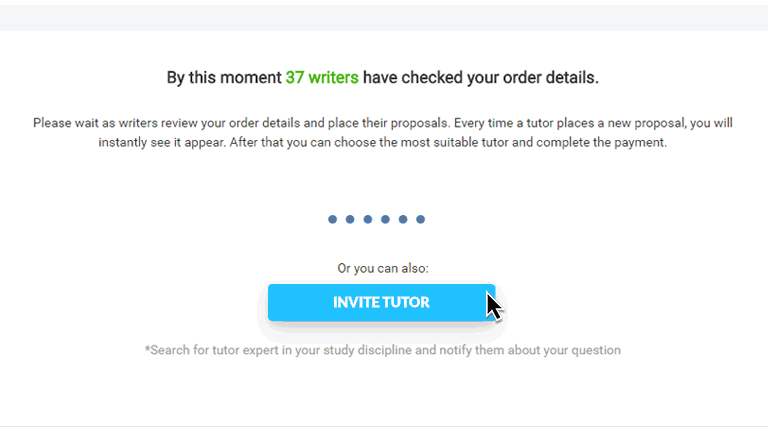 By this moment 37 writers have checked your order details.
Please wait as writers review your order details and place their proposals. Every time a tutor places a new proposal, you will
instantly see it appear. After that you can choose the most suitable tutor and complete the payment.
Or you can also:
INVITE TUTOR
*Search for tutor expert in your study discipline and notify them about your question